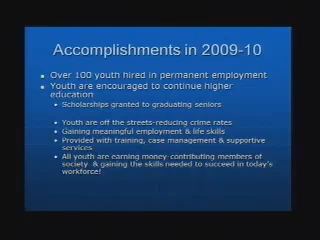 Accomplishments in 2009-10
Over 100 youth hired in permanent employment
Youth are encouraged to continue higher
education
Scholarships granted to graduating seniors
Youth are off the streets-reducing crime rates
Gaining meaningful employment & life skills
Provided with training, case management & supportive
services
All youth are earning money-contributing members of
society & gaining the skills needed to succeed in today's
workforce!